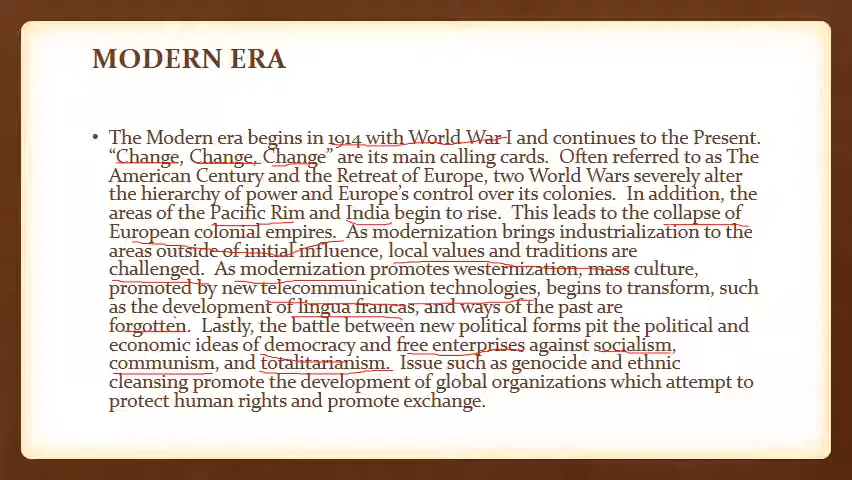 MODERN ERA
• The Modern era begins in 1914 with World War I and continues to the Present.
“Change, Change, Change” are its main calling cards. Often referred to as The
American Century and the Retreat of Europe, two World Wars severely alter
the hierarchy of power and Europe’s control over its colonies. In addition, the
areas of the Pacific Rim and India begin to rise. This leads to the collapse of
European colonial empires. As modernization brings industrialization to the
areas outside of initial influence, local values and traditions are
challenged. As modernization promotes westernization, mass culture,
promoted by new telecommunication technologies, begins to transform, such
as the development of lingua francas, and ways of the past are
forgotten. Lastly, the battle between new political forms pit the political and
economic ideas of democracy and free enterprises against socialism,
communism, and totalitarianism. Issue such as genocide and ethnic
cleansing promote the development of global organizations which attempt to
protect human rights and promote exchange.